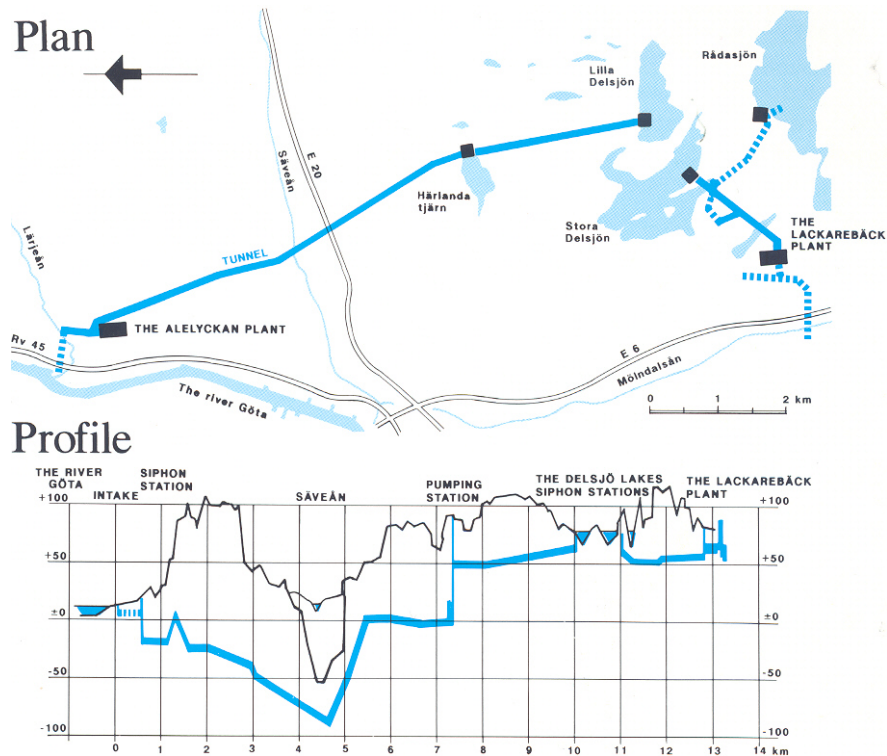 Plan
Lilla
Delsjön
Rådasjön
Säveån
E 20
Härlanda
tjärn
Stora
Delsjön
THE
LACKAREBÄCK
PLANT
Lärjeån
TUNNEL
THE ALELYCKAN PLANT
Rv 45
The river Göta
E 6
Mölndalsån
0 1 2 km
Profile
THE RIVER
GÖTA
INTAKE
SIPHON
STATION
SÄVEÅN
PUMPING
STATION
THE DELSJÖ LAKES
SIPHON STATIONS
THE LACKAREBÄCK
PLANT
+100 +100
+50 +50
±0 ±0
-50 -50
-100 -100
0 1 2 3 4 5 6 7 8 9 10 11 12 13 14 km